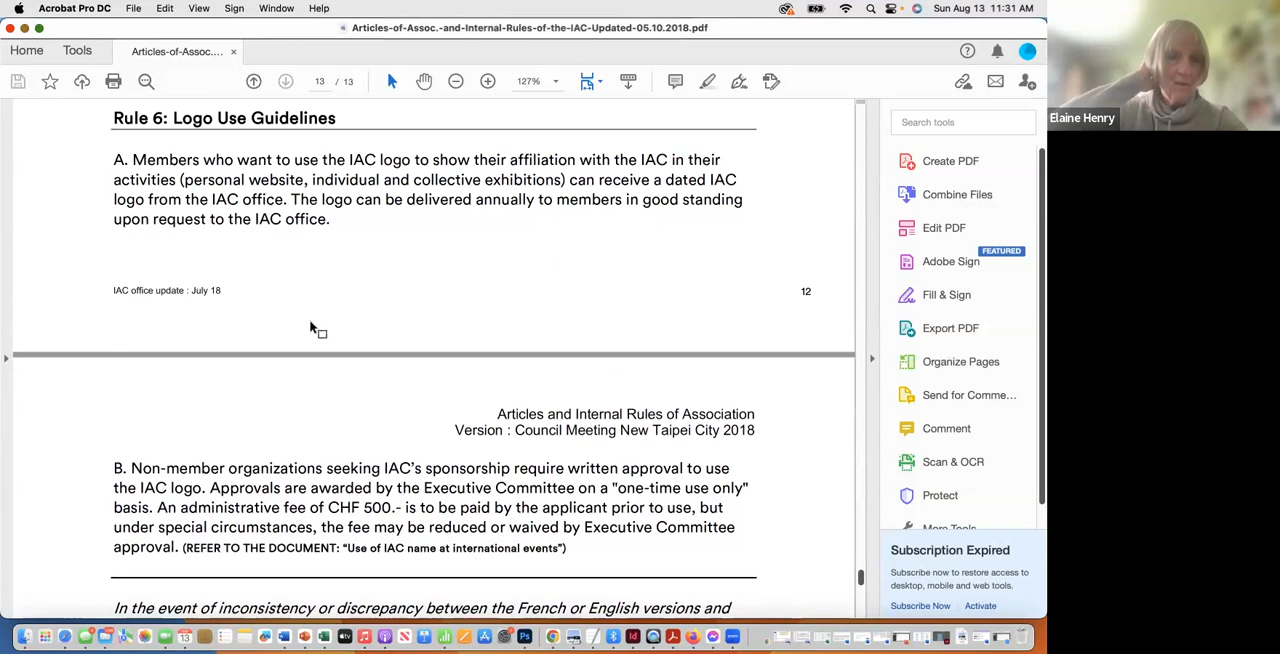 Acrobat Pro DC File Edit View Sign Window Help Sun Aug 13 11:31 AM
Articles-of-Assoc.-and-Internal-Rules-of-the-IAC-Updated-05.10.2018.pdf
Home Tools Articles-of-Assoc.... ×
13 / 13 127%
Elaine Henry
Rule 6: Logo Use Guidelines
A. Members who want to use the IAC logo to show their affiliation with the IAC in their
activities (personal website, individual and collective exhibitions) can receive a dated IAC
logo from the IAC office. The logo can be delivered annually to members in good standing
upon request to the IAC office.
IAC office update : July 18 12
Articles and Internal Rules of Association
Version : Council Meeting New Taipei City 2018
B. Non-member organizations seeking IAC's sponsorship require written approval to use
the IAC logo. Approvals are awarded by the Executive Committee on a "one-time use only"
basis. An administrative fee of CHF 500.- is to be paid by the applicant prior to use, but
under special circumstances, the fee may be reduced or waived by Executive Committee
approval. (REFER TO THE DOCUMENT: “Use of IAC name at international events”)
In the event of inconsistency or discrepancy between the French or English versions and
Search tools
Create PDF
Combine Files
Edit PDF
FEATURED
Adobe Sign
Fill & Sign
Export PDF
Organize Pages
Send for Comme...
Comment
Scan & OCR
Protect
More Tools
Subscription Expired
Subscribe now to restore access to
desktop, mobile and web tools.
Subscribe Now Activate